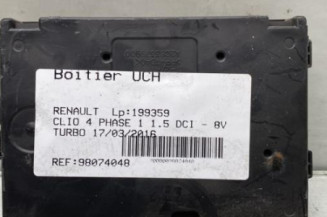 Boitier UCH
RENAULT Lp:199359
CLIO 4 PHASE 1 1.5 DCI - 8V
TURBO 17/03/2016
REF:98074048